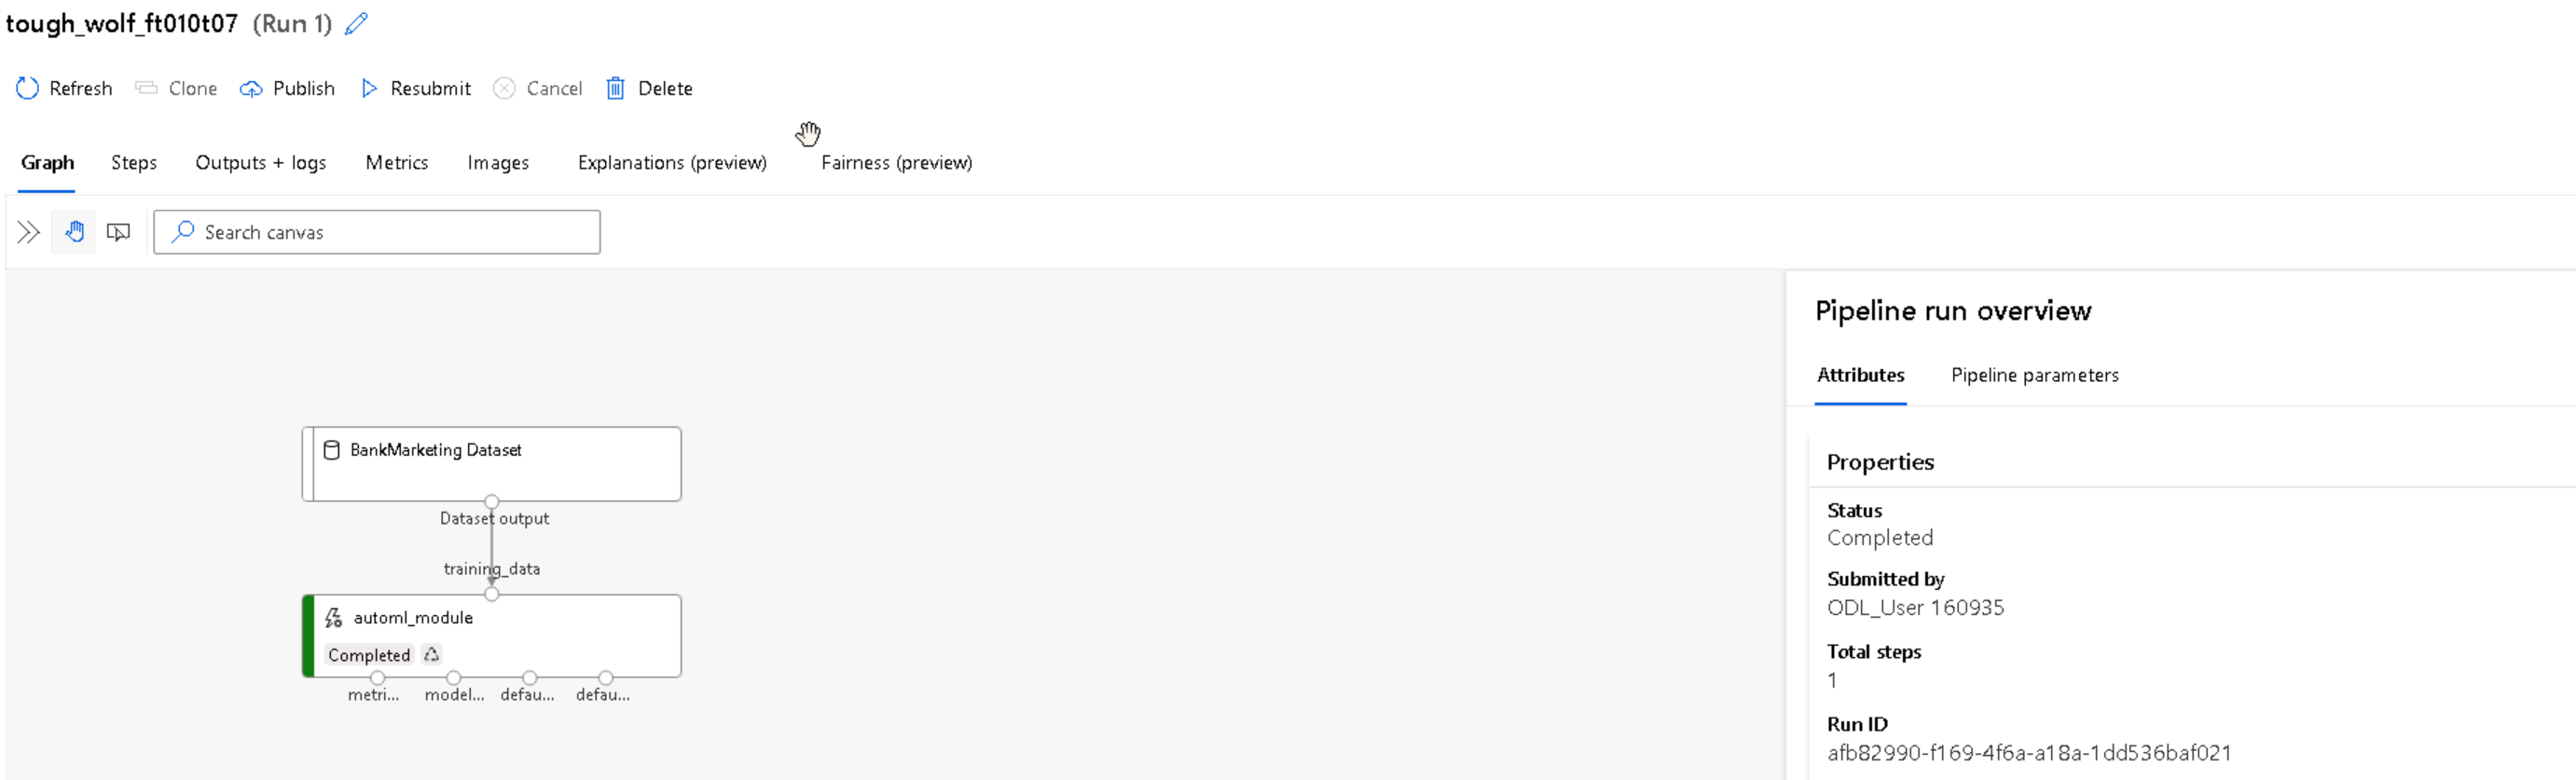 tough_wolf_ft010t07 (Run 1)
Refresh Clone Publish Resubmit Cancel Delete
Graph Steps Outputs + logs Metrics Images Explanations (preview) Fairness (preview)
Search canvas
BankMarketing Dataset
Dataset output
training_data
automl_module
Completed
metri... model... defau... defau...
Pipeline run overview
Attributes Pipeline parameters
Properties
Status
Completed
Submitted by
ODL_User 160935
Total steps
1
Run ID
afb82990-f169-4f6a-a18a-1dd536baf021